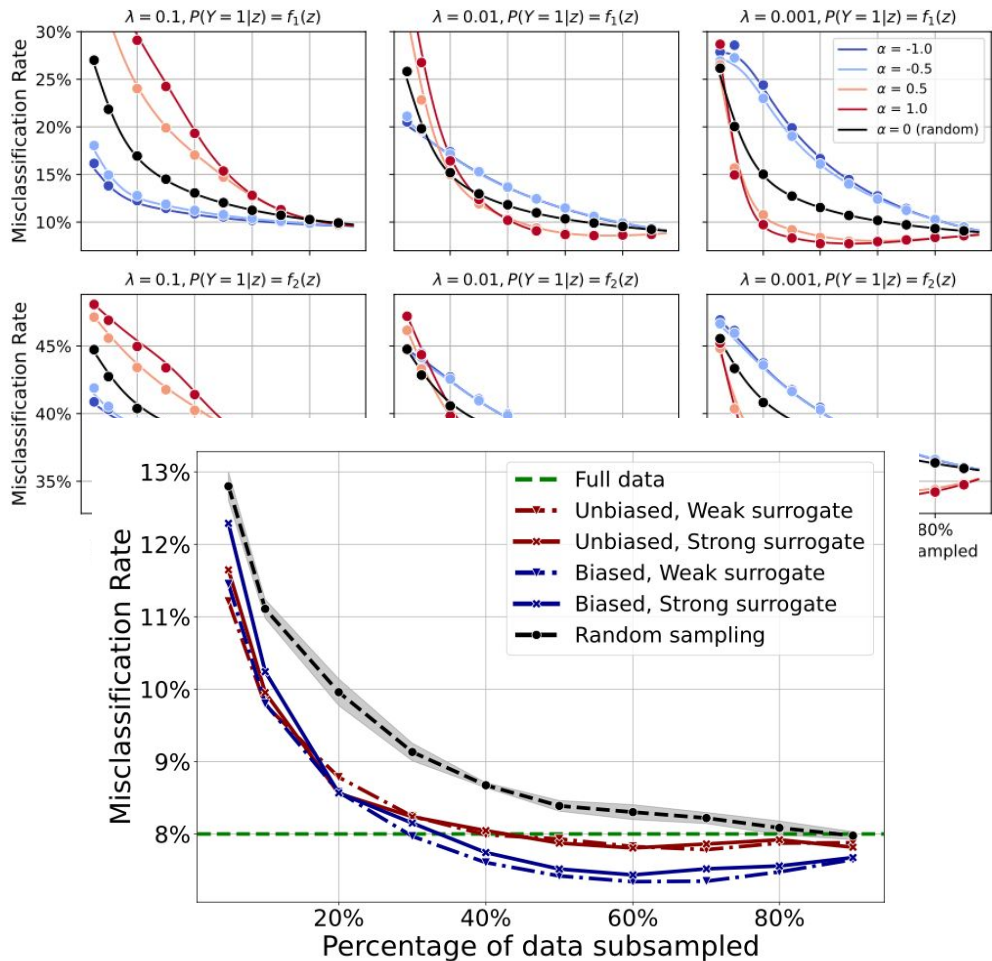 λ = 0.1, P(Y = 1|z) = f₁(z)
λ = 0.01, P(Y = 1|z) = f₁(z)
λ = 0.001, P(Y = 1|z) = f₁(z)
Misclassification Rate
30%
25%
20%
15%
10%
α = -1.0
α = -0.5
α = 0.5
α = 1.0
α = 0 (random)
λ = 0.1, P(Y = 1|z) = f₂(z)
λ = 0.01, P(Y = 1|z) = f₂(z)
λ = 0.001, P(Y = 1|z) = f₂(z)
Misclassification Rate
45%
40%
35%
80%
ampled
Misclassification Rate
13%
12%
11%
10%
9%
8%
Full data
Unbiased, Weak surrogate
Unbiased, Strong surrogate
Biased, Weak surrogate
Biased, Strong surrogate
Random sampling
20%
40%
60%
80%
Percentage of data subsampled